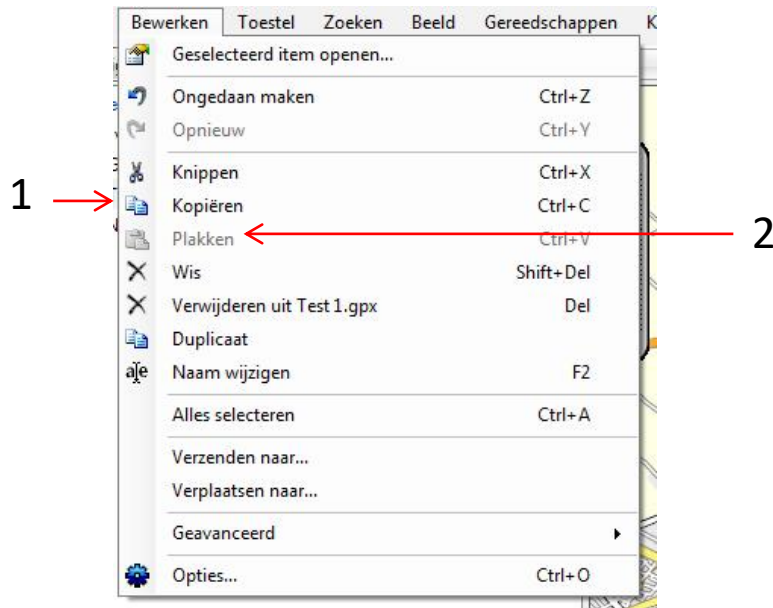 Bewerken Toestel Zoeken Beeld Gereedschappen K
Geselecteerd item openen...
Ongedaan maken Ctrl+Z
Opnieuw Ctrl+Y
Knippen Ctrl+X
1 Kopiëren Ctrl+C
Plakken Ctrl+V 2
Wis Shift+Del
Verwijderen uit Test 1.gpx Del
Duplicaat
Naam wijzigen F2
Alles selecteren Ctrl+A
Verzenden naar...
Verplaatsen naar...
Geavanceerd
Opties... Ctrl+O